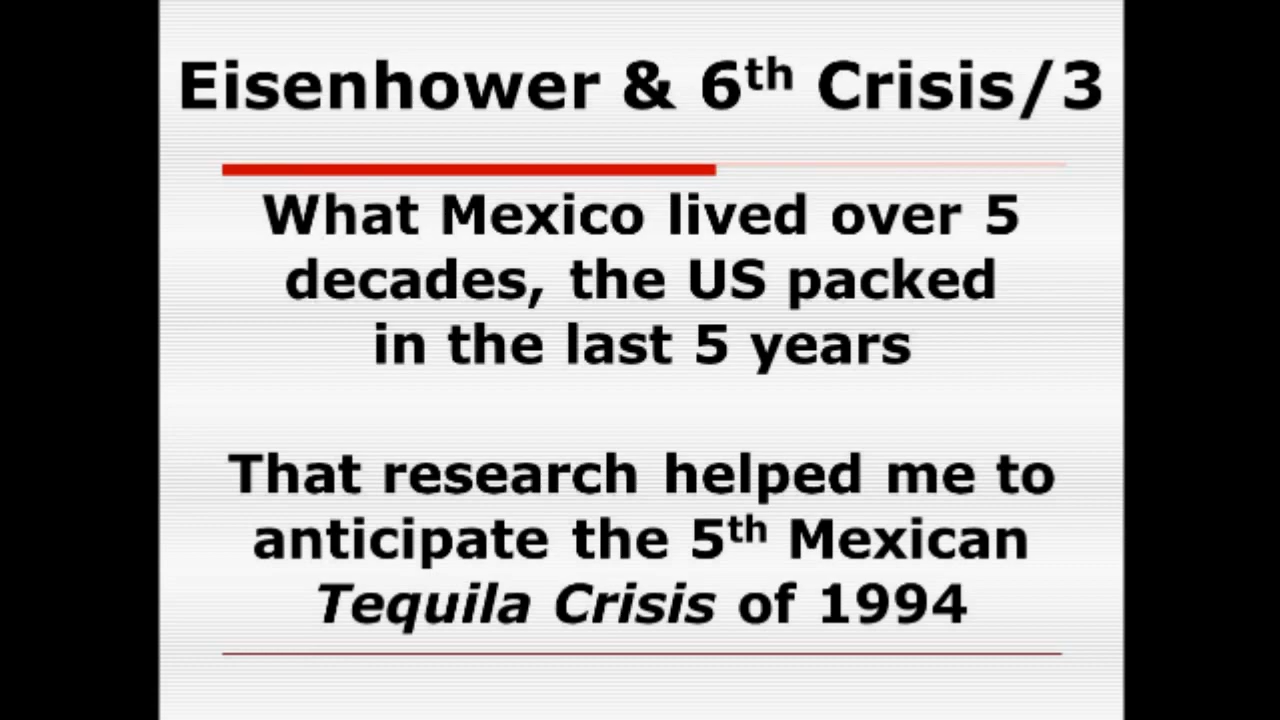 Eisenhower & 6th Crisis/3
What Mexico lived over 5
decades, the US packed
in the last 5 years
That research helped me to
anticipate the 5th Mexican
Tequila Crisis of 1994